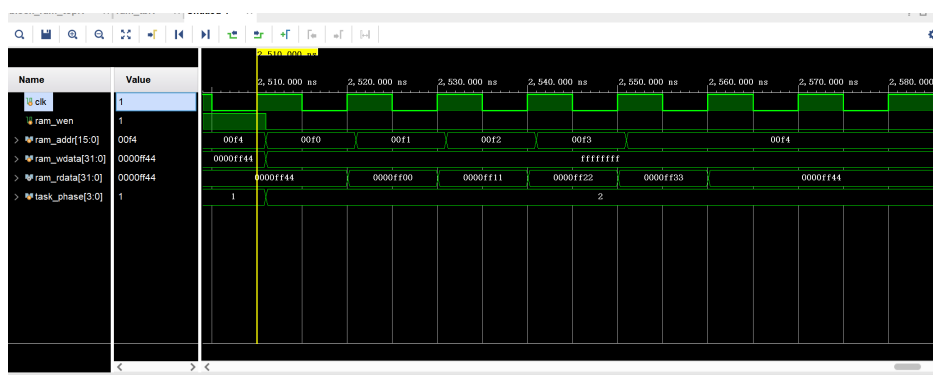 2,510.000 ns
Name Value
2,510.000 ns 2,520.000 ns 2,530.000 ns 2,540.000 ns 2,550.000 ns 2,560.000 ns 2,570.000 ns 2,580.000
clk 1
ram_wen 1
ram_addr[15:0] 00f4 00f4 00f0 00f1 00f2 00f3 00f4
ram_wdata[31:0] 0000ff44 0000ff44 ffffffff
ram_rdata[31:0] 0000ff44 0000ff44 0000ff00 0000ff11 0000ff22 0000ff33 0000ff44
task_phase[3:0] 1 1 2